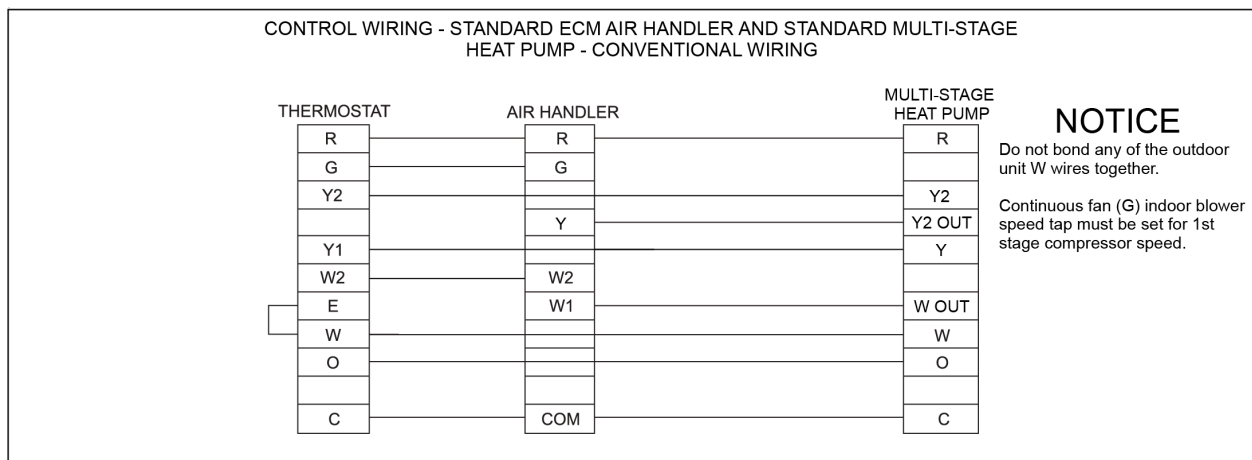 CONTROL WIRING - STANDARD ECM AIR HANDLER AND STANDARD MULTI-STAGE
HEAT PUMP - CONVENTIONAL WIRING
THERMOSTAT
R
G
Y2
Y1
W2
E
W
O
C
AIR HANDLER
R
G
Y
W2
W1
COM
MULTI-STAGE
HEAT PUMP
R
Y2
Y2 OUT
Y
W OUT
W
O
C
NOTICE
Do not bond any of the outdoor
unit W wires together.
Continuous fan (G) indoor blower
speed tap must be set for 1st
stage compressor speed.